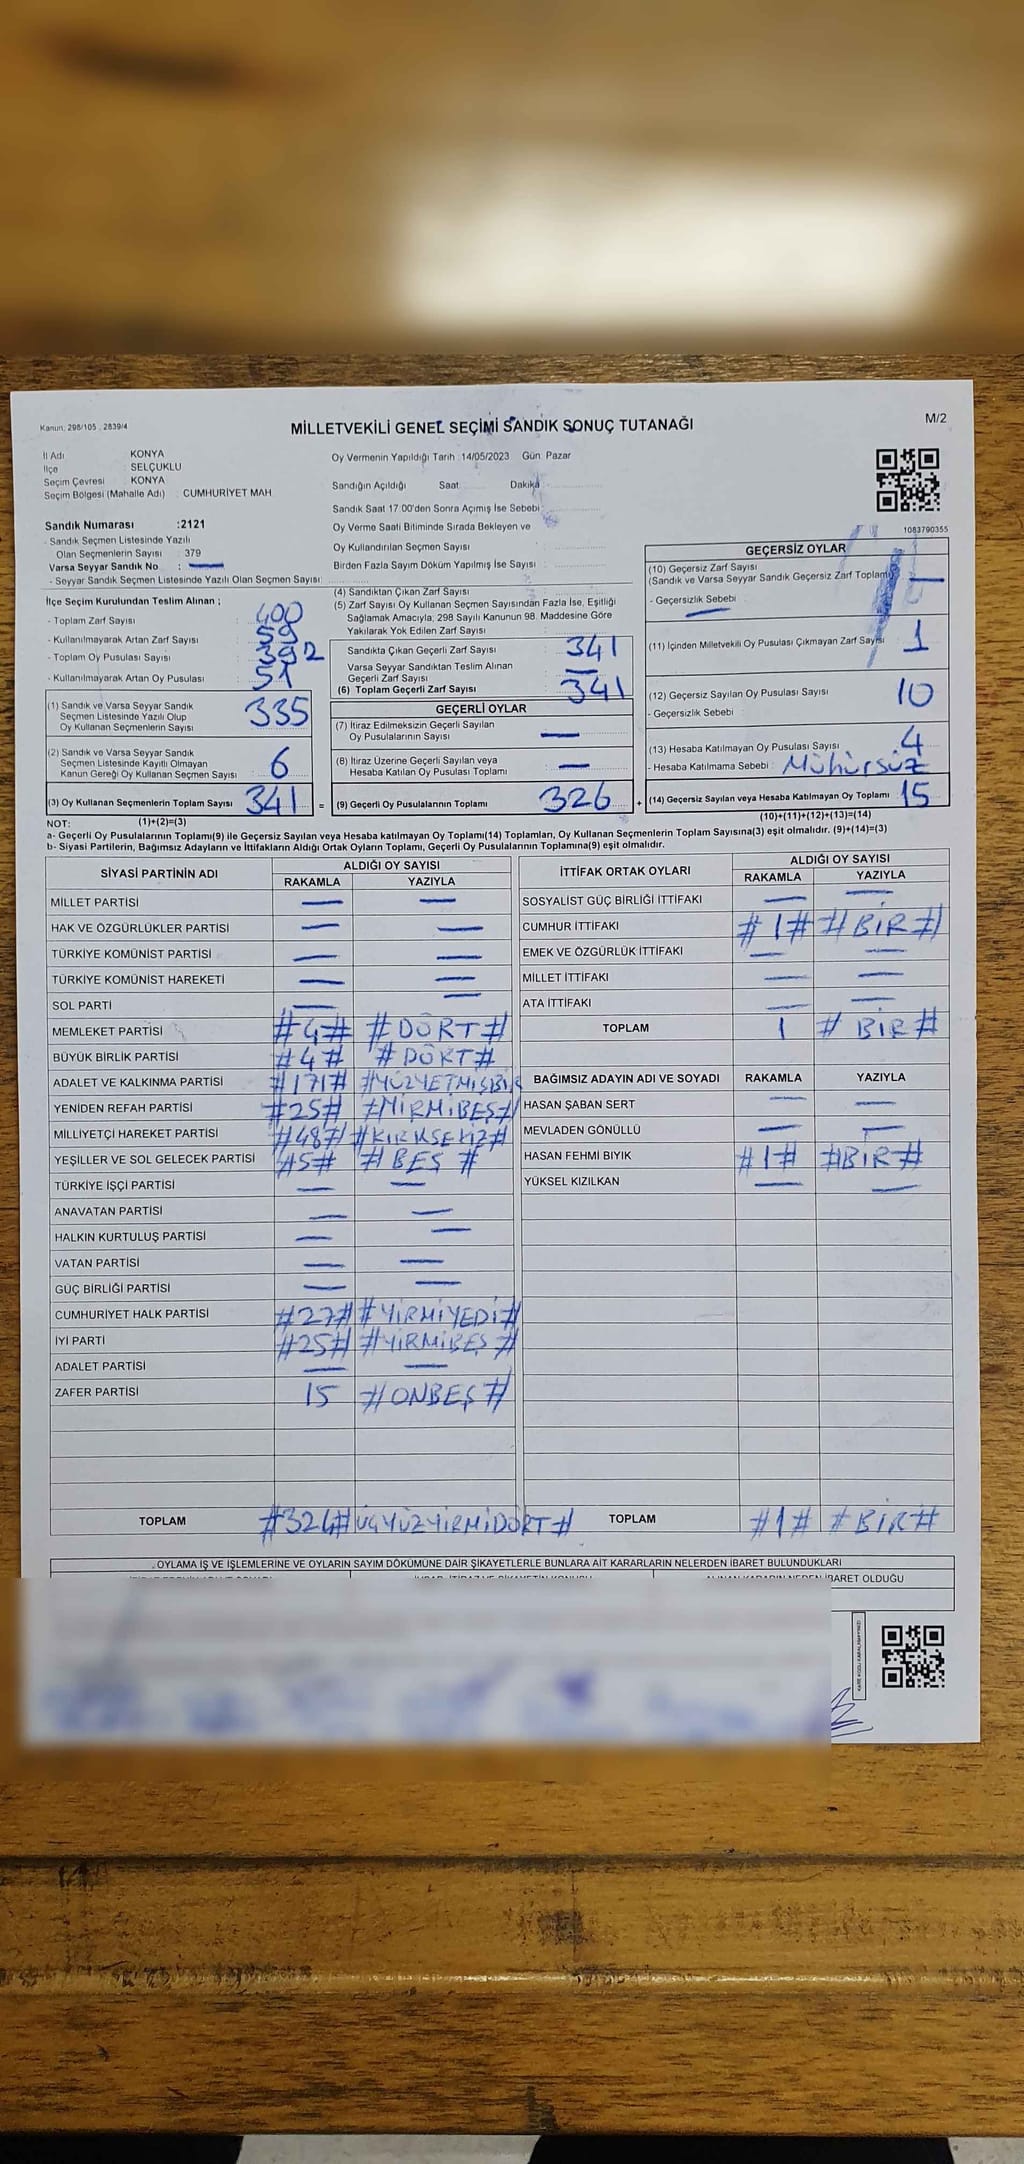 Kanun; 298/105 , 2839/4
MİLLETVEKİLİ GENEL SEÇİMİ SANDIK SONUÇ TUTANAĞI
M/2
İl Adı : KONYA
İlçe : SELÇUKLU
Seçim Çevresi : KONYA
Seçim Bölgesi (Mahalle Adı) : CUMHURİYET MAH
Sandık Numarası :2121
- Sandık Seçmen Listesinde Yazılı
Olan Seçmenlerin Sayısı : 379
Varsa Seyyar Sandık No : —
- Seyyar Sandık Seçmen Listesinde Yazılı Olan Seçmen Sayısı:
Oy Vermenin Yapıldığı Tarih : 14/05/2023 Gün: Pazar
Sandığın Açıldığı Saat Dakika
Sandık Saat 17:00'den Sonra Açımış İse Sebebi:
Oy Verme Saati Bitiminde Sırada Bekleyen ve
Oy Kullandırılan Seçmen Sayısı :
Birden Fazla Sayım Döküm Yapılmış İse Sayısı :
1083790355
İlçe Seçim Kurulundan Teslim Alınan ;
- Toplam Zarf Sayısı : 400
- Kullanılmayarak Artan Zarf Sayısı : 59
- Toplam Oy Pusulası Sayısı : 392
- Kullanılmayarak Artan Oy Pusulası : 51
(1) Sandık ve Varsa Seyyar Sandık
Seçmen Listesinde Yazılı Olup
Oy Kullanan Seçmenlerin Sayısı : 335
(2) Sandık ve Varsa Seyyar Sandık
Seçmen Listesinde Kayıtlı Olmayan
Kanun Gereği Oy Kullanan Seçmen Sayısı : 6
(3) Oy Kullanan Seçmenlerin Toplam Sayısı 341 =
(4) Sandıktan Çıkan Zarf Sayısı :
(5) Zarf Sayısı Oy Kullanan Seçmen Sayısından Fazla İse, Eşitliği
Sağlamak Amacıyla; 298 Sayılı Kanunun 98. Maddesine Göre
Yakılarak Yok Edilen Zarf Sayısı :
Sandıkta Çıkan Geçerli Zarf Sayısı 341
Varsa Seyyar Sandıktan Teslim Alınan
Geçerli Zarf Sayısı : —
(6) Toplam Geçerli Zarf Sayısı : 341
GEÇERLİ OYLAR
(7) İtiraz Edilmeksizin Geçerli Sayılan
Oy Pusulalarının Sayısı : —
(8) İtiraz Üzerine Geçerli Sayılan veya
Hesaba Katılan Oy Pusulası Toplamı : —
(9) Geçerli Oy Pusulalarının Toplamı 326 +
GEÇERSİZ OYLAR
(10) Geçersiz Zarf Sayısı
(Sandık ve Varsa Seyyar Sandık Geçersiz Zarf Toplamı) —
- Geçersizlik Sebebi : —
(11) İçinden Milletvekili Oy Pusulası Çıkmayan Zarf Sayısı 1
(12) Geçersiz Sayılan Oy Pusulası Sayısı 10
- Geçersizlik Sebebi :
(13) Hesaba Katılmayan Oy Pusulası Sayısı 4
- Hesaba Katılmama Sebebi : Mühürsüz
(14) Geçersiz Sayılan veya Hesaba Katılmayan Oy Toplamı 15
NOT: (1)+(2)=(3)
(10)+(11)+(12)+(13)=(14)
a- Geçerli Oy Pusulalarının Toplamı(9) ile Geçersiz Sayılan veya Hesaba katılmayan Oy Toplamı(14) Toplamları, Oy Kullanan Seçmenlerin Toplam Sayısına(3) eşit olmalıdır. (9)+(14)=(3)
b- Siyasi Partilerin, Bağımsız Adayların ve İttifakların Aldığı Ortak Oyların Toplamı, Geçerli Oy Pusulalarının Toplamına(9) eşit olmalıdır.
SİYASİ PARTİNİN ADI ALDIĞI OY SAYISI
RAKAMLA YAZIYLA
MİLLET PARTİSİ — —
HAK VE ÖZGÜRLÜKLER PARTİSİ — —
TÜRKİYE KOMÜNİST PARTİSİ — —
TÜRKİYE KOMÜNİST HAREKETİ — —
SOL PARTİ — —
MEMLEKET PARTİSİ #4# #DÖRT#
BÜYÜK BİRLİK PARTİSİ #4# #DÖRT#
ADALET VE KALKINMA PARTİSİ #171# #YÜZYETMİŞBİR
YENİDEN REFAH PARTİSİ #25# #YİRMİBEŞ#
MİLLİYETÇİ HAREKET PARTİSİ #48# #KIRKSEKİZ#
YEŞİLLER VE SOL GELECEK PARTİSİ #5# #BEŞ#
TÜRKİYE İŞÇİ PARTİSİ — —
ANAVATAN PARTİSİ — —
HALKIN KURTULUŞ PARTİSİ — —
VATAN PARTİSİ — —
GÜÇ BİRLİĞİ PARTİSİ — —
CUMHURİYET HALK PARTİSİ #27# #YİRMİYEDİ#
İYİ PARTİ #25# #YİRMİBEŞ#
ADALET PARTİSİ — —
ZAFER PARTİSİ 15 #ONBEŞ#
TOPLAM #324# ÜÇYÜZYİRMİDÖRT#
İTTİFAK ORTAK OYLARI ALDIĞI OY SAYISI
RAKAMLA YAZIYLA
SOSYALİST GÜÇ BİRLİĞİ İTTİFAKI — —
CUMHUR İTTİFAKI #1# #BİR#
EMEK VE ÖZGÜRLÜK İTTİFAKI — —
MİLLET İTTİFAKI — —
ATA İTTİFAKI — —
TOPLAM 1 #BİR#
BAĞIMSIZ ADAYIN ADI VE SOYADI RAKAMLA YAZIYLA
HASAN ŞABAN SERT — —
MEVLADEN GÖNÜLLÜ — —
HASAN FEHMİ BIYIK #1# #BİR#
YÜKSEL KIZILKAN — —
TOPLAM #1# #BİR#
OYLAMA İŞ VE İŞLEMLERİNE VE OYLARIN SAYIM DÖKÜMÜNE DAİR ŞİKAYETLERLE BUNLARA AİT KARARLARIN NELERDEN İBARET BULUNDUKLARI
ALINAN KARARIN NEDEN İBARET OLDUĞU